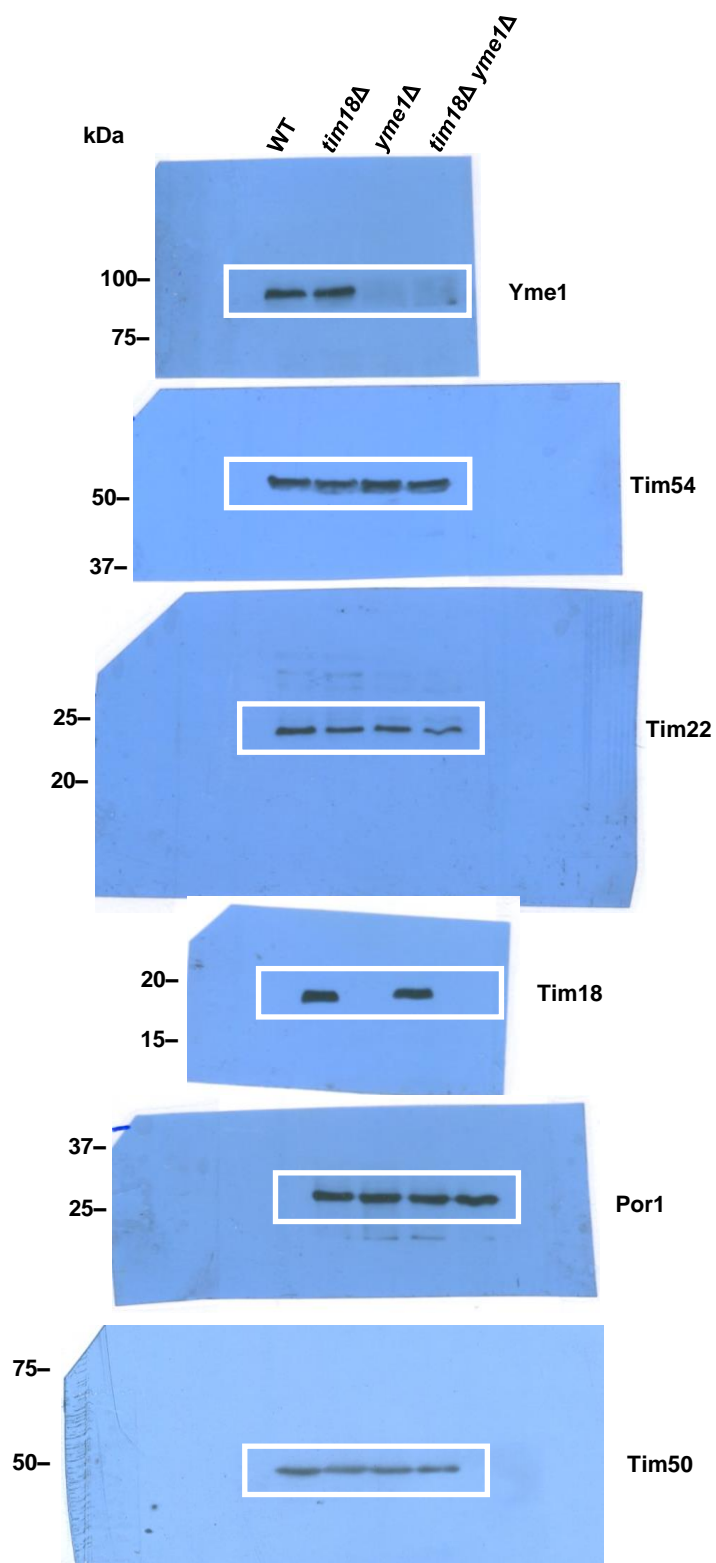 kDa
WT
tim18Δ
yme1Δ
tim18Δ yme1Δ
100–
75–
Yme1
50–
37–
Tim54
25–
20–
Tim22
20–
15–
Tim18
37–
25–
Por1
75–
50–
Tim50